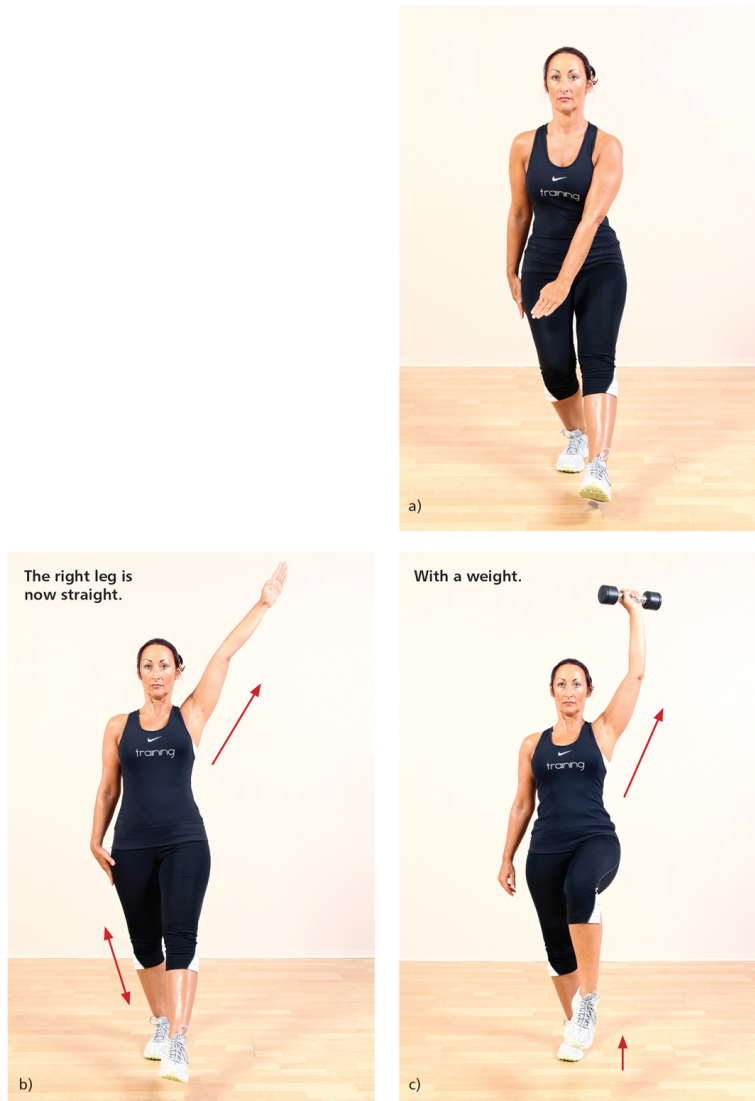 training
a)
The right leg is
now straight.
training
b)
With a weight.
training
c)